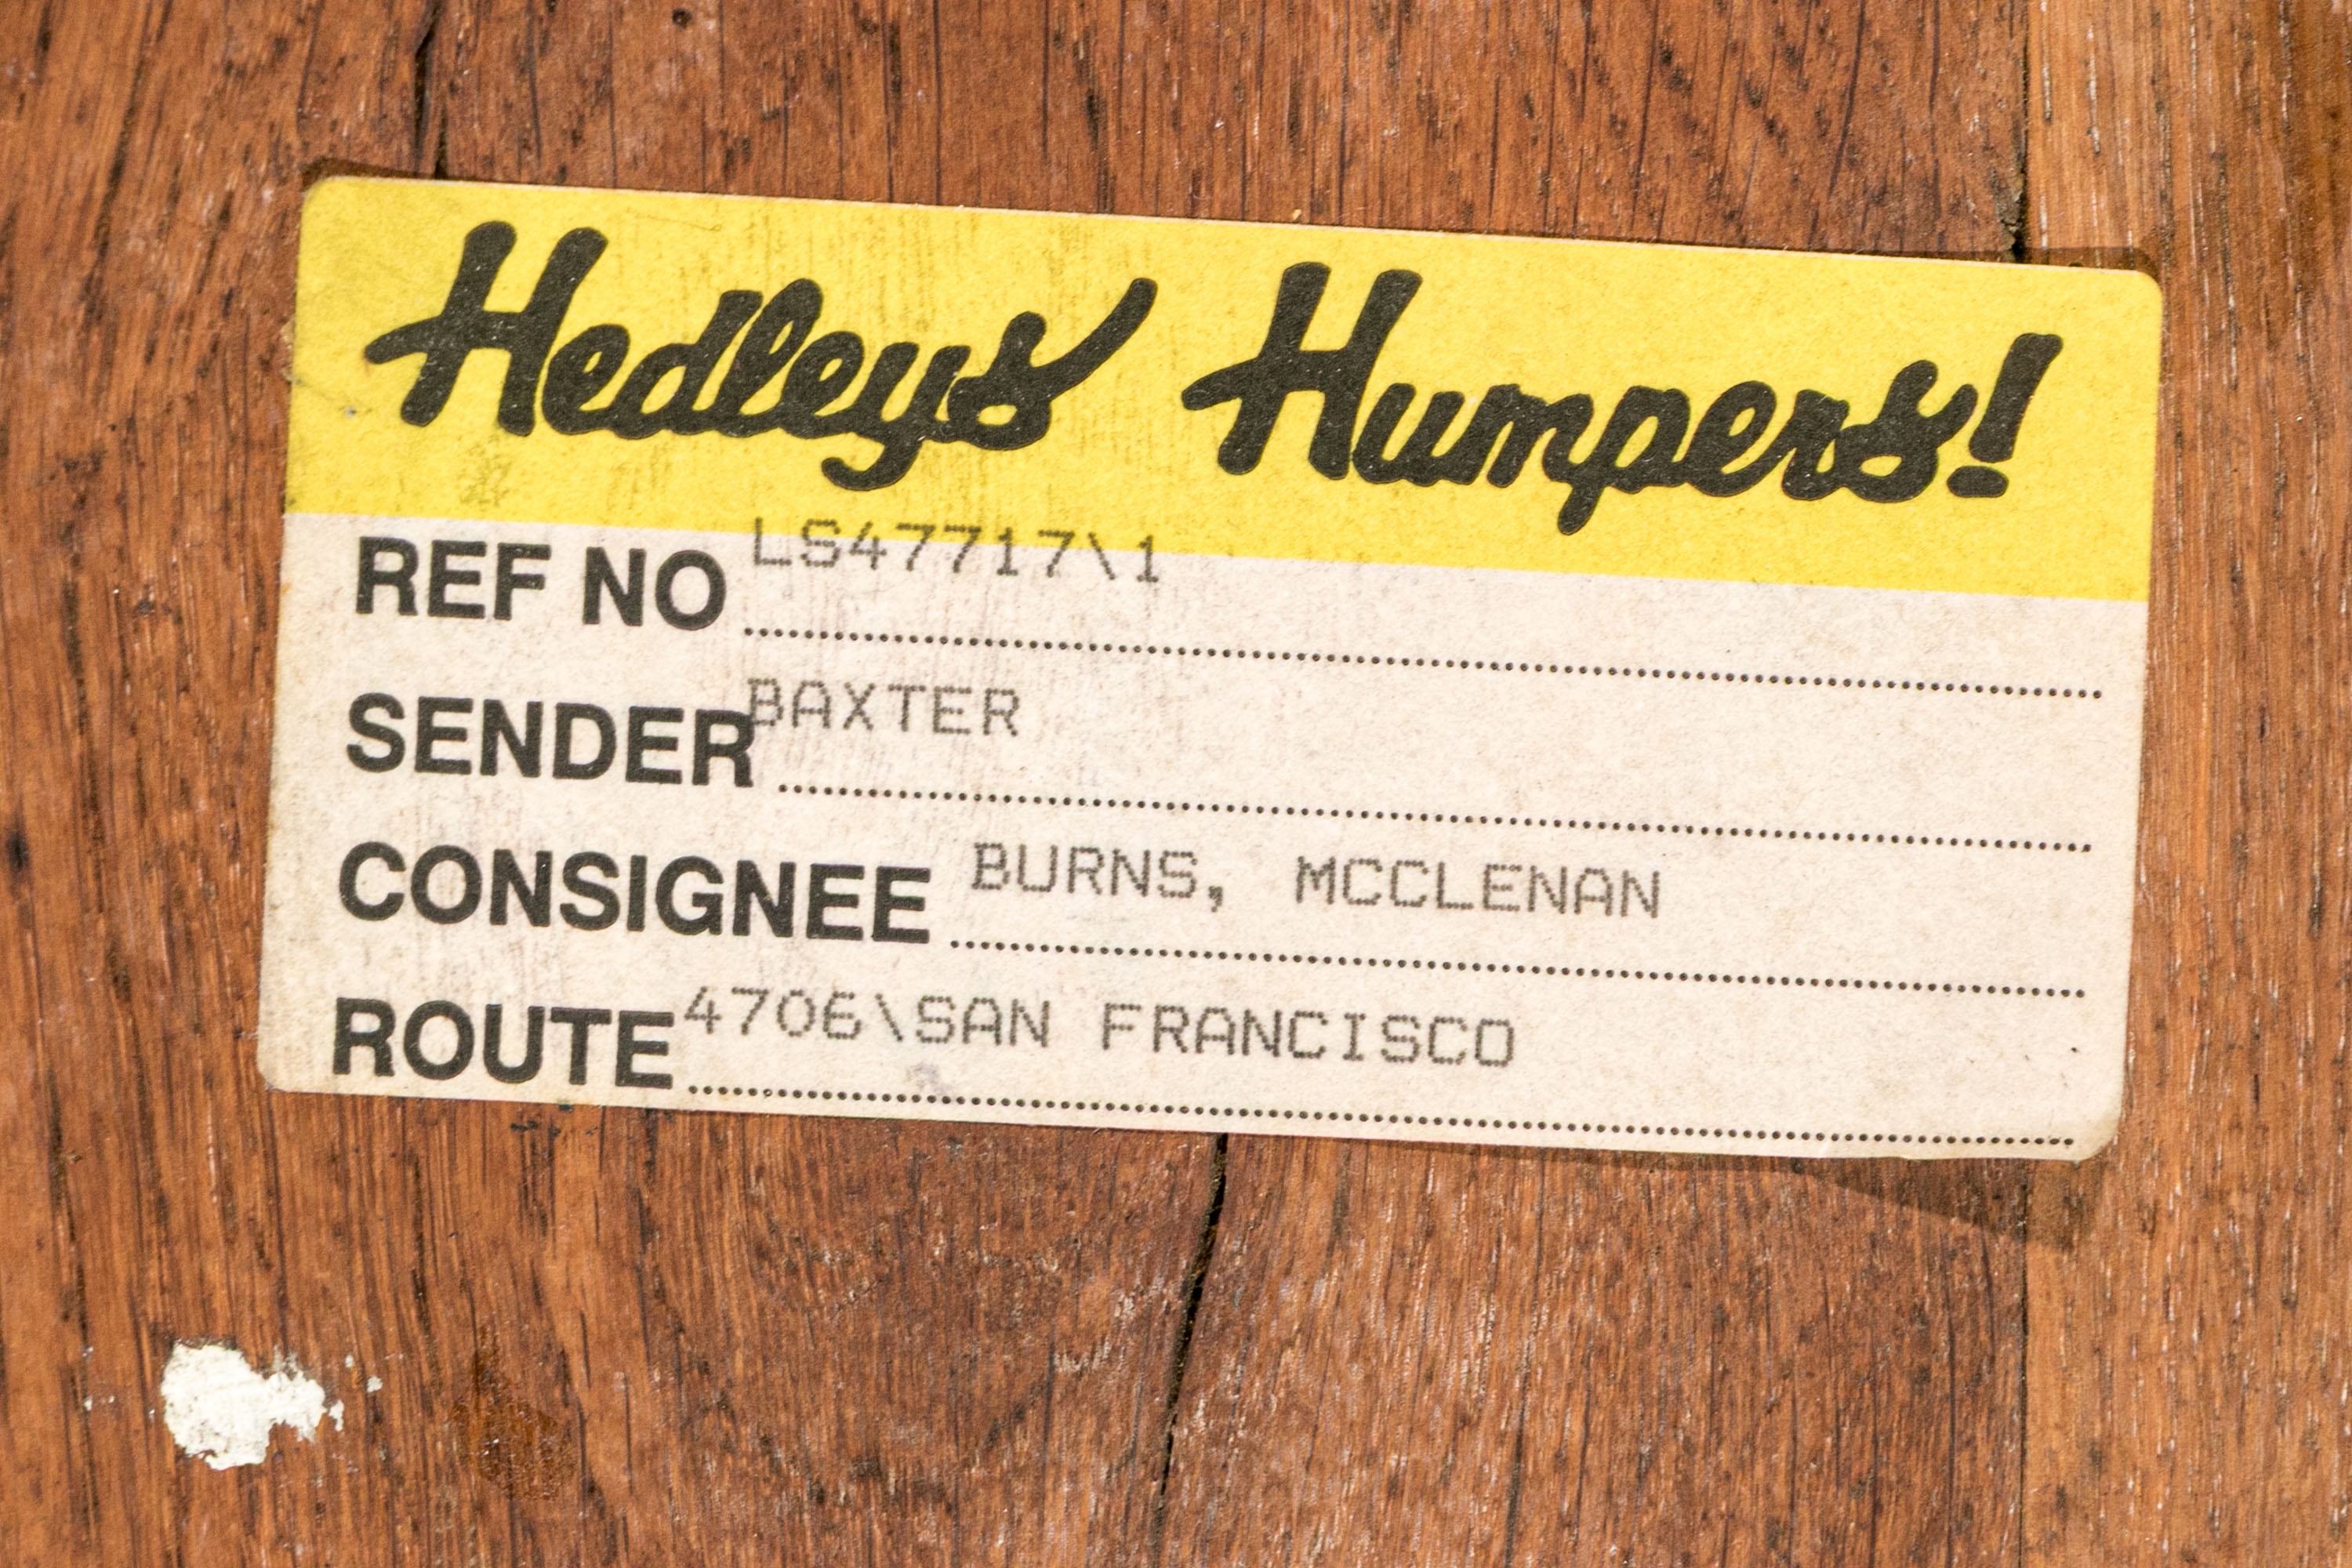 Hedleys Humpers!
REF NO LS47717\1
SENDER BAXTER
CONSIGNEE BURNS, MCCLENAN
ROUTE 4706\SAN FRANCISCO